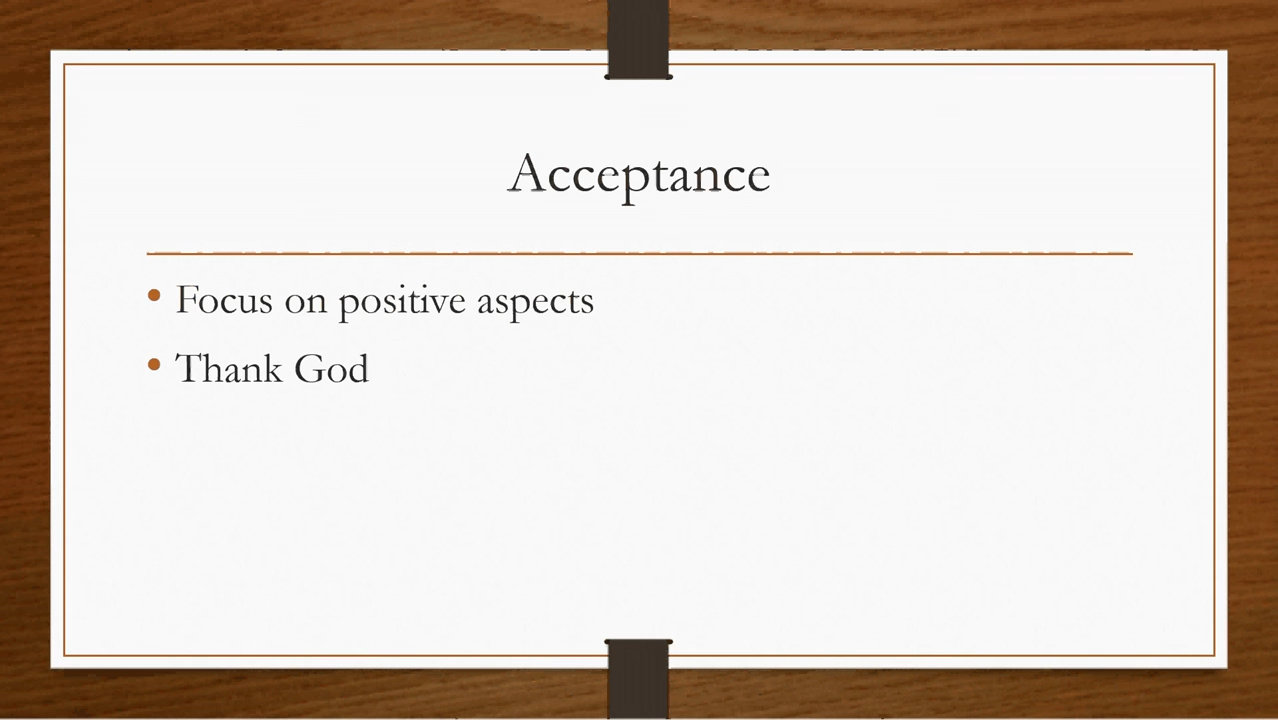 Acceptance
• Focus on positive aspects
• Thank God